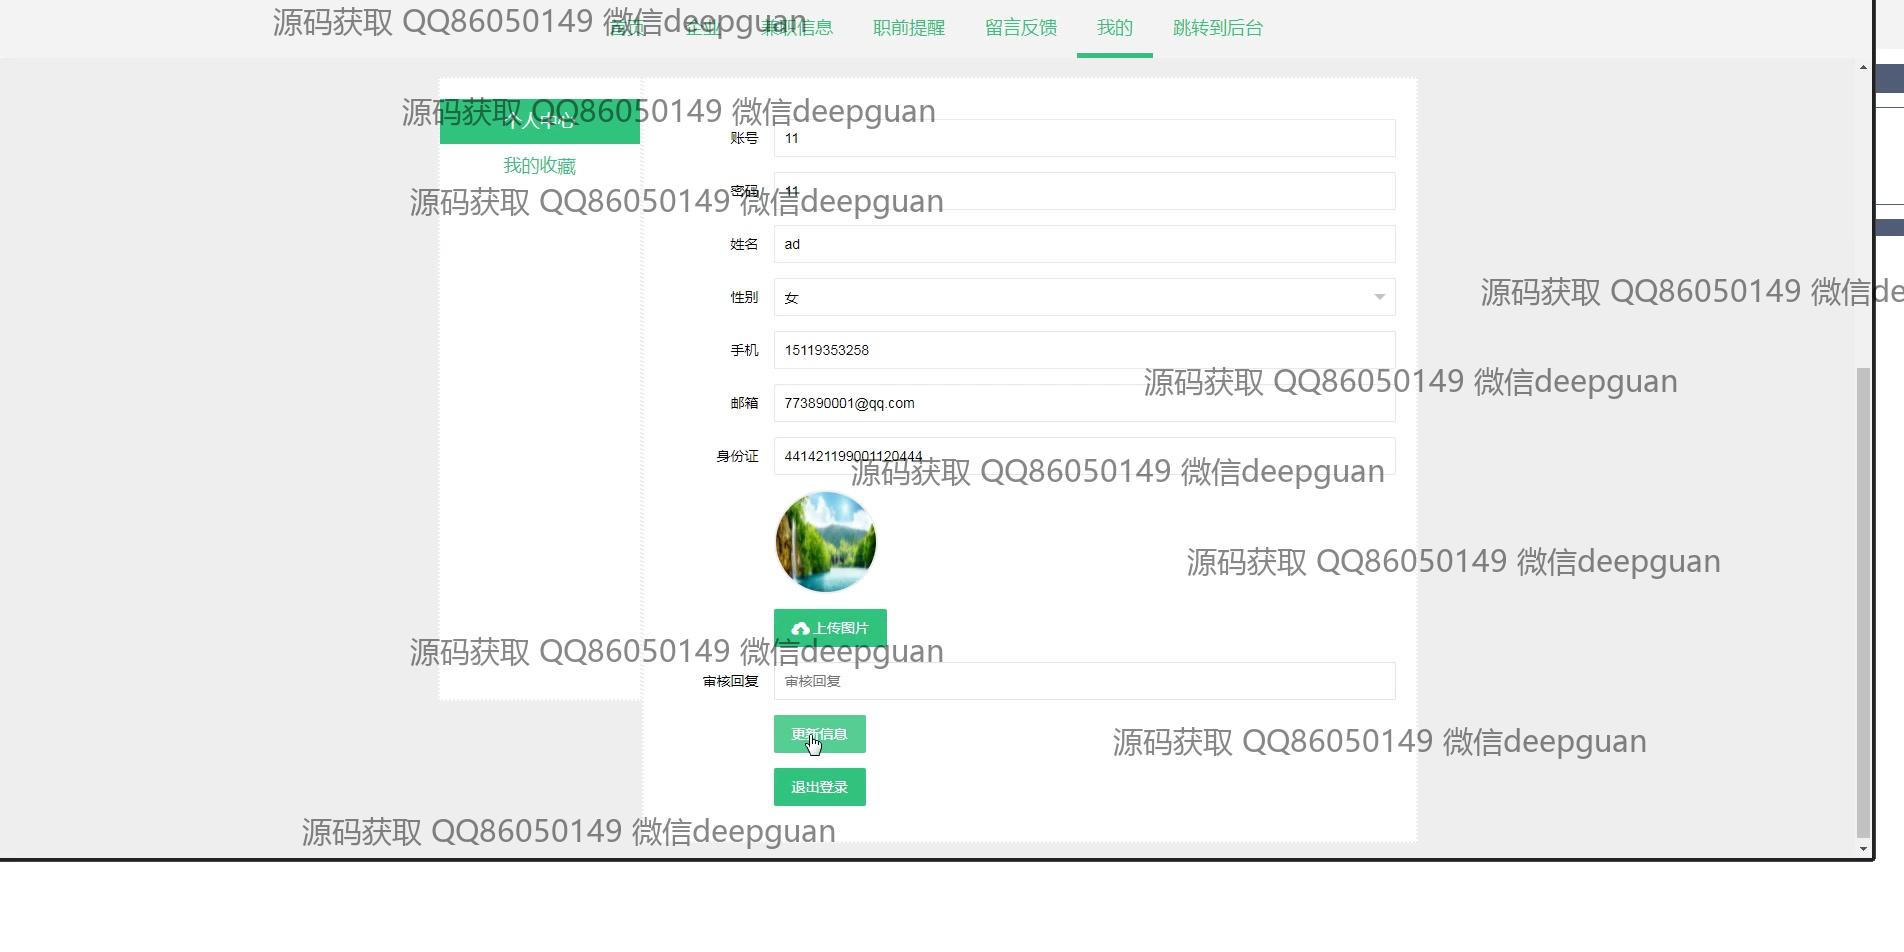 源码获取 QQ86050149 微信deepguan
首页 企业 兼职信息 职前提醒 留言反馈 我的 跳转到后台
源码获取 QQ86050149 微信deepguan
个人中心
账号 11
我的收藏
密码 11
源码获取 QQ86050149 微信deepguan
姓名 ad
源码获取 QQ86050149 微信de
性别 女
手机 15119353258
源码获取 QQ86050149 微信deepguan
邮箱 773890001@qq.com
身份证 441421199001120444
源码获取 QQ86050149 微信deepguan
源码获取 QQ86050149 微信deepguan
上传图片
源码获取 QQ86050149 微信deepguan
审核回复 审核回复
更新信息
源码获取 QQ86050149 微信deepguan
退出登录
源码获取 QQ86050149 微信deepguan